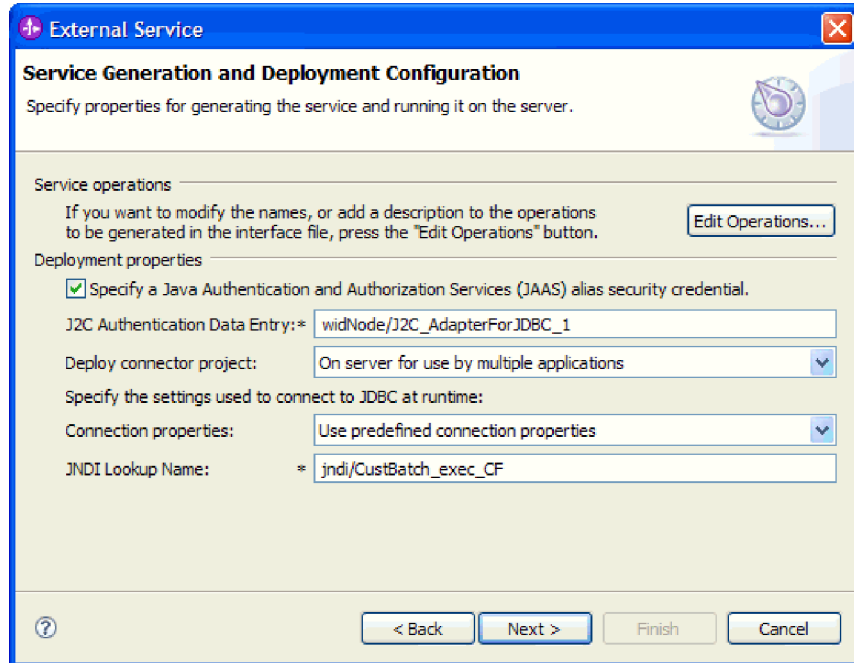 External Service
Service Generation and Deployment Configuration
Specify properties for generating the service and running it on the server.
Service operations
If you want to modify the names, or add a description to the operations
to be generated in the interface file, press the "Edit Operations" button.
Edit Operations...
Deployment properties
Specify a Java Authentication and Authorization Services (JAAS) alias security credential.
J2C Authentication Data Entry:* widNode/J2C_AdapterForJDBC_1
Deploy connector project: On server for use by multiple applications
Specify the settings used to connect to JDBC at runtime:
Connection properties: Use predefined connection properties
JNDI Lookup Name: * jndi/CustBatch_exec_CF
? < Back Next > Finish Cancel